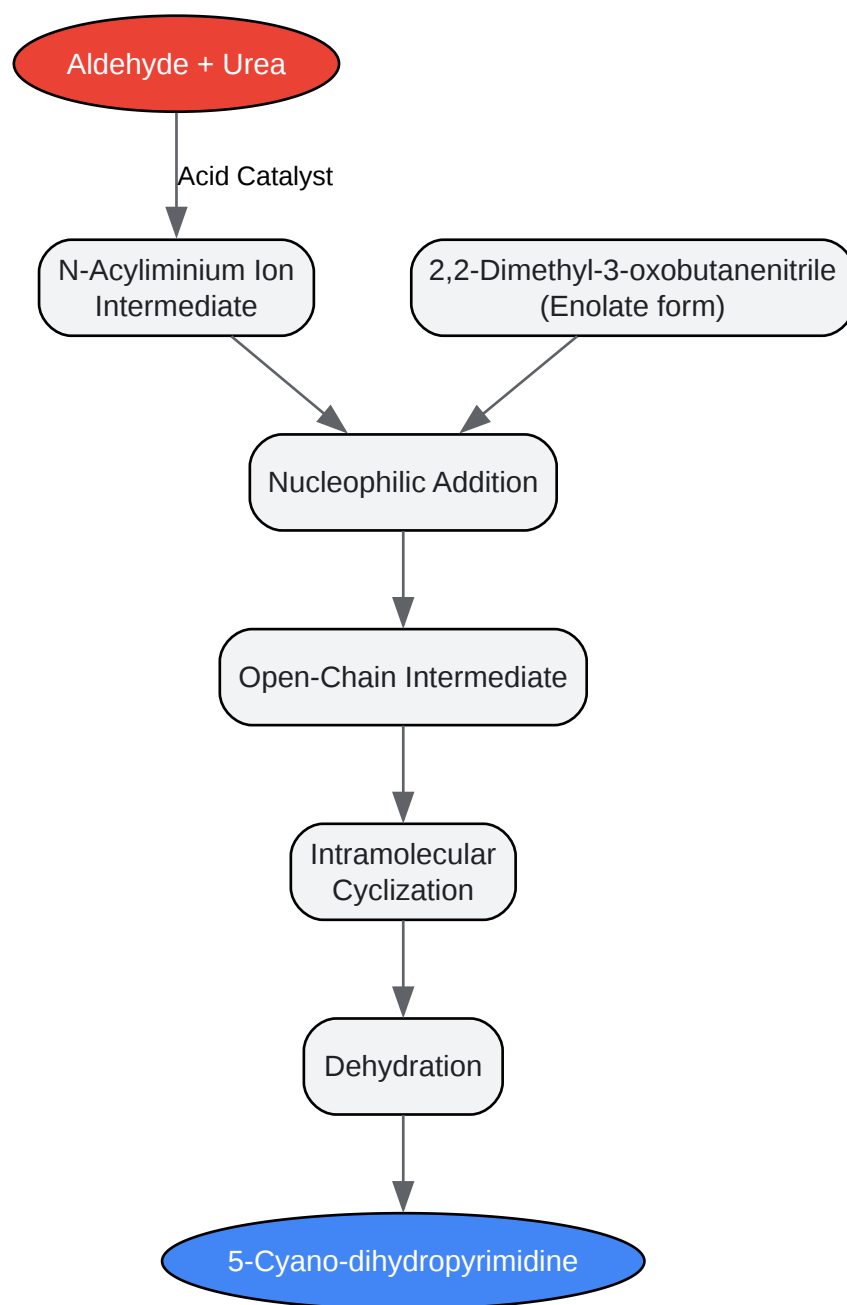 Aldehyde + Urea
Acid Catalyst
N-Acyliminium Ion
Intermediate
2,2-Dimethyl-3-oxobutanenitrile
(Enolate form)
Nucleophilic Addition
Open-Chain Intermediate
Intramolecular
Cyclization
Dehydration
5-Cyano-dihydropyrimidine